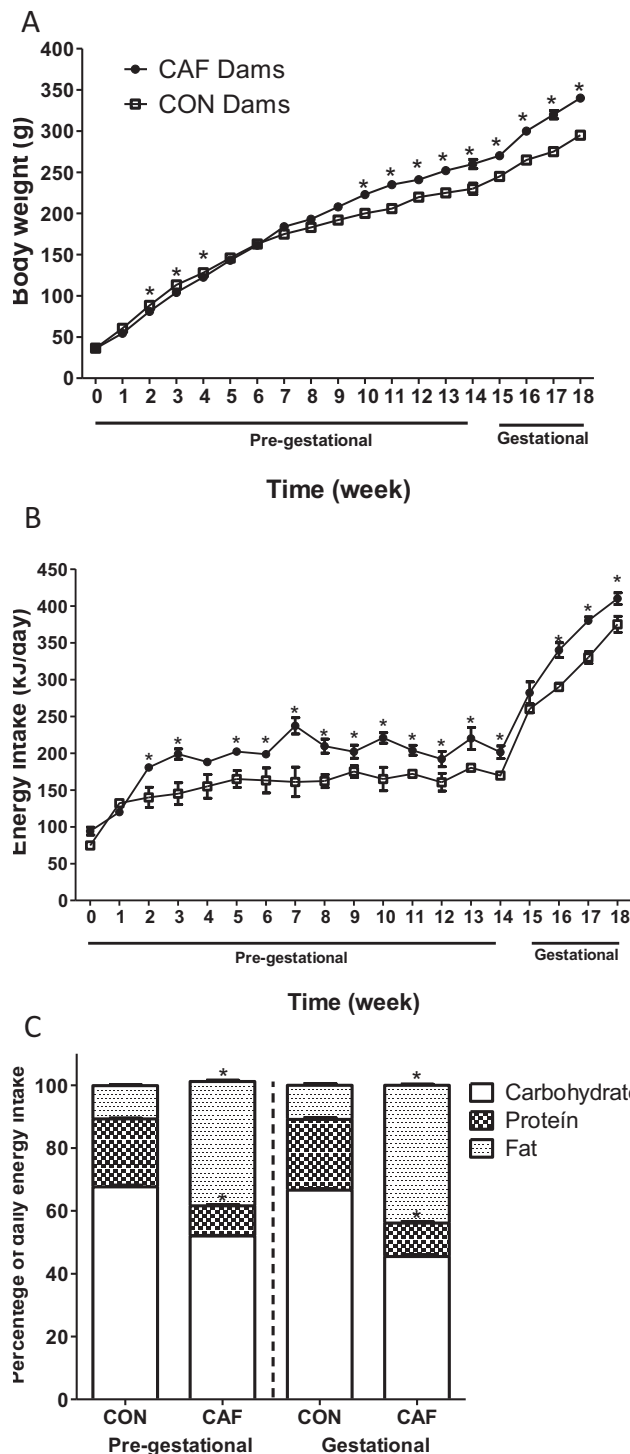 A
400
350
300
250
200
150
100
50
0
Body weight (g)
CAF Dams
CON Dams
* * * * * * * * * * * *
0 1 2 3 4 5 6 7 8 9 10 11 12 13 14 15 16 17 18
Pre-gestational
Gestational
Time (week)
B
450
400
350
300
250
200
150
100
50
0
Energy Intake (KJ/day)
* * * * * * * * * * * * * * *
0 1 2 3 4 5 6 7 8 9 10 11 12 13 14 15 16 17 18
Pre-gestational
Gestational
Time (week)
C
100
80
60
40
20
0
Percentege of daily energy intake
* *
* *
Carbohydrate
Proteín
Fat
CON CAF CON CAF
Pre-gestational Gestational